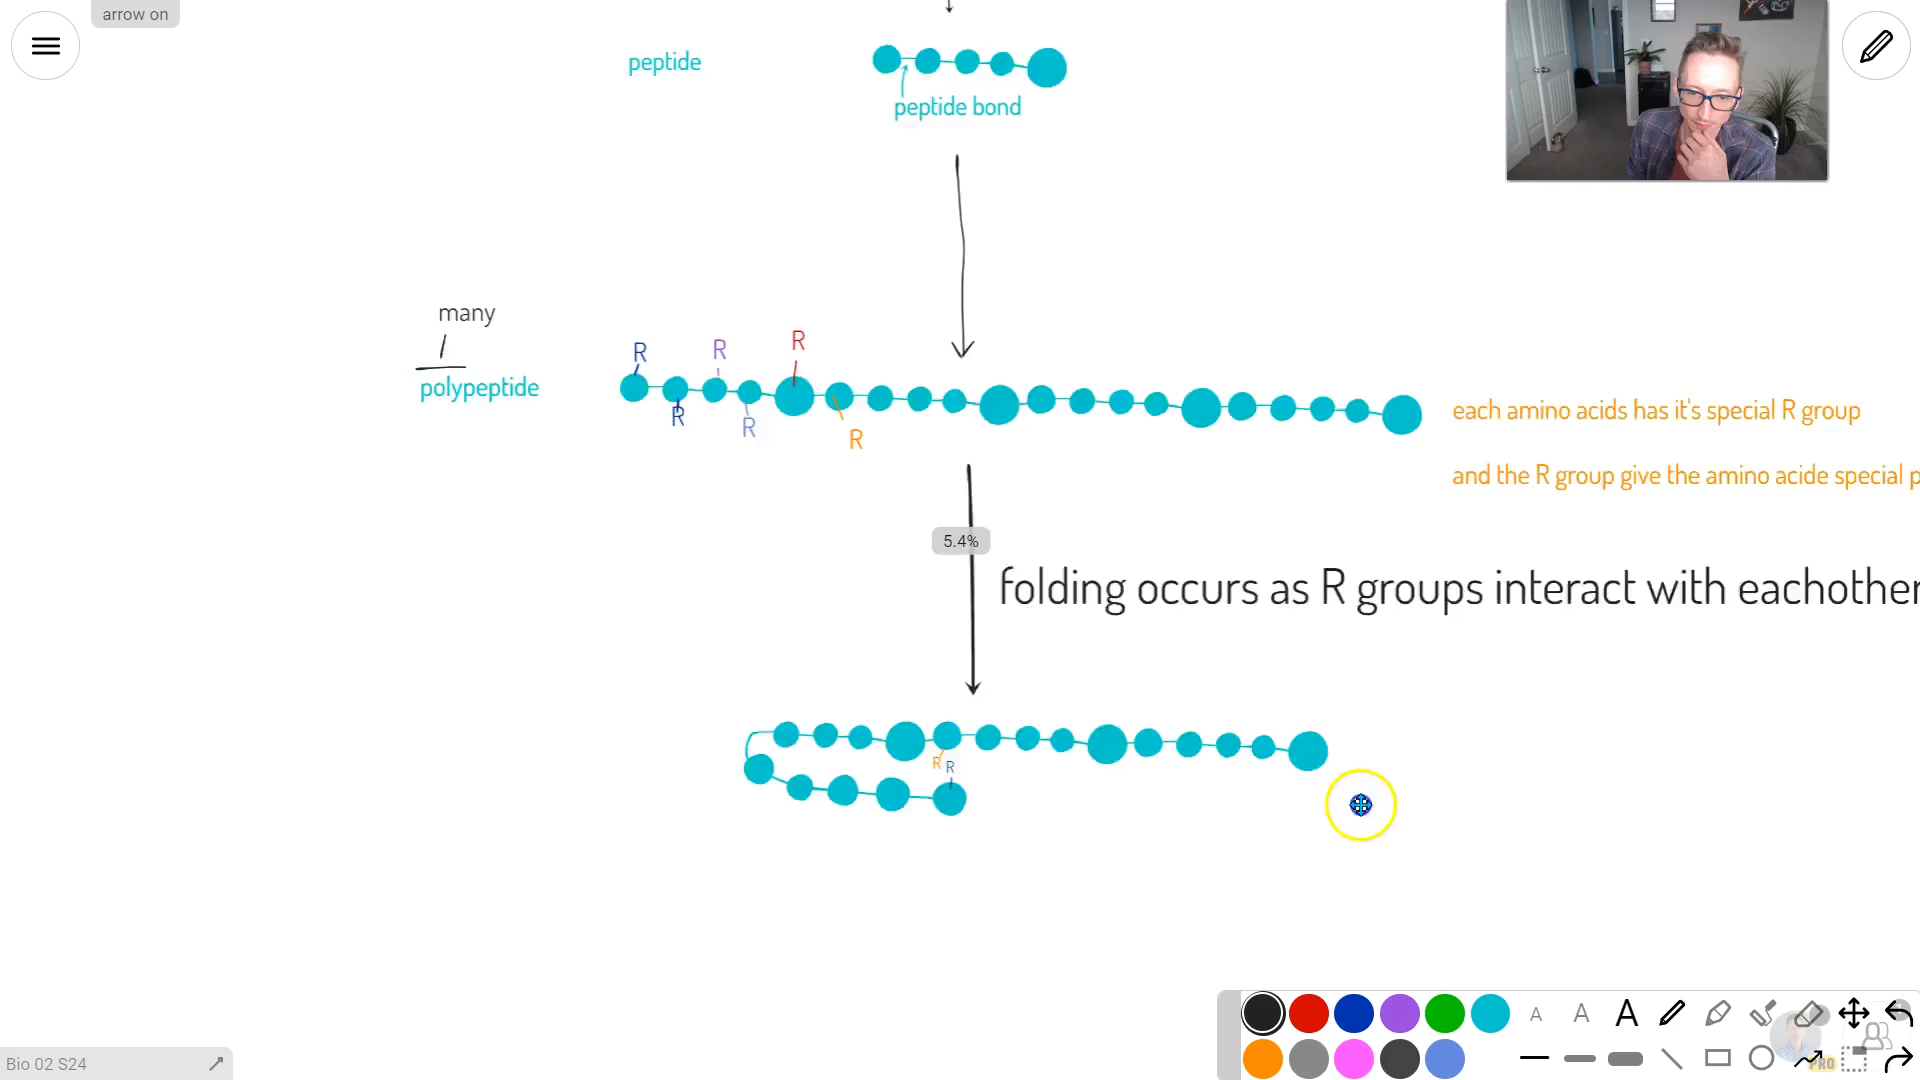 arrow on
peptide
peptide bond
many
polypeptide
R
R
R
R
R
R
each amino acids has it's special R group
and the R group give the amino acide special p
5.4%
folding occurs as R groups interact with eachother
R
R
A
A
A
PRO
Bio 02 S24